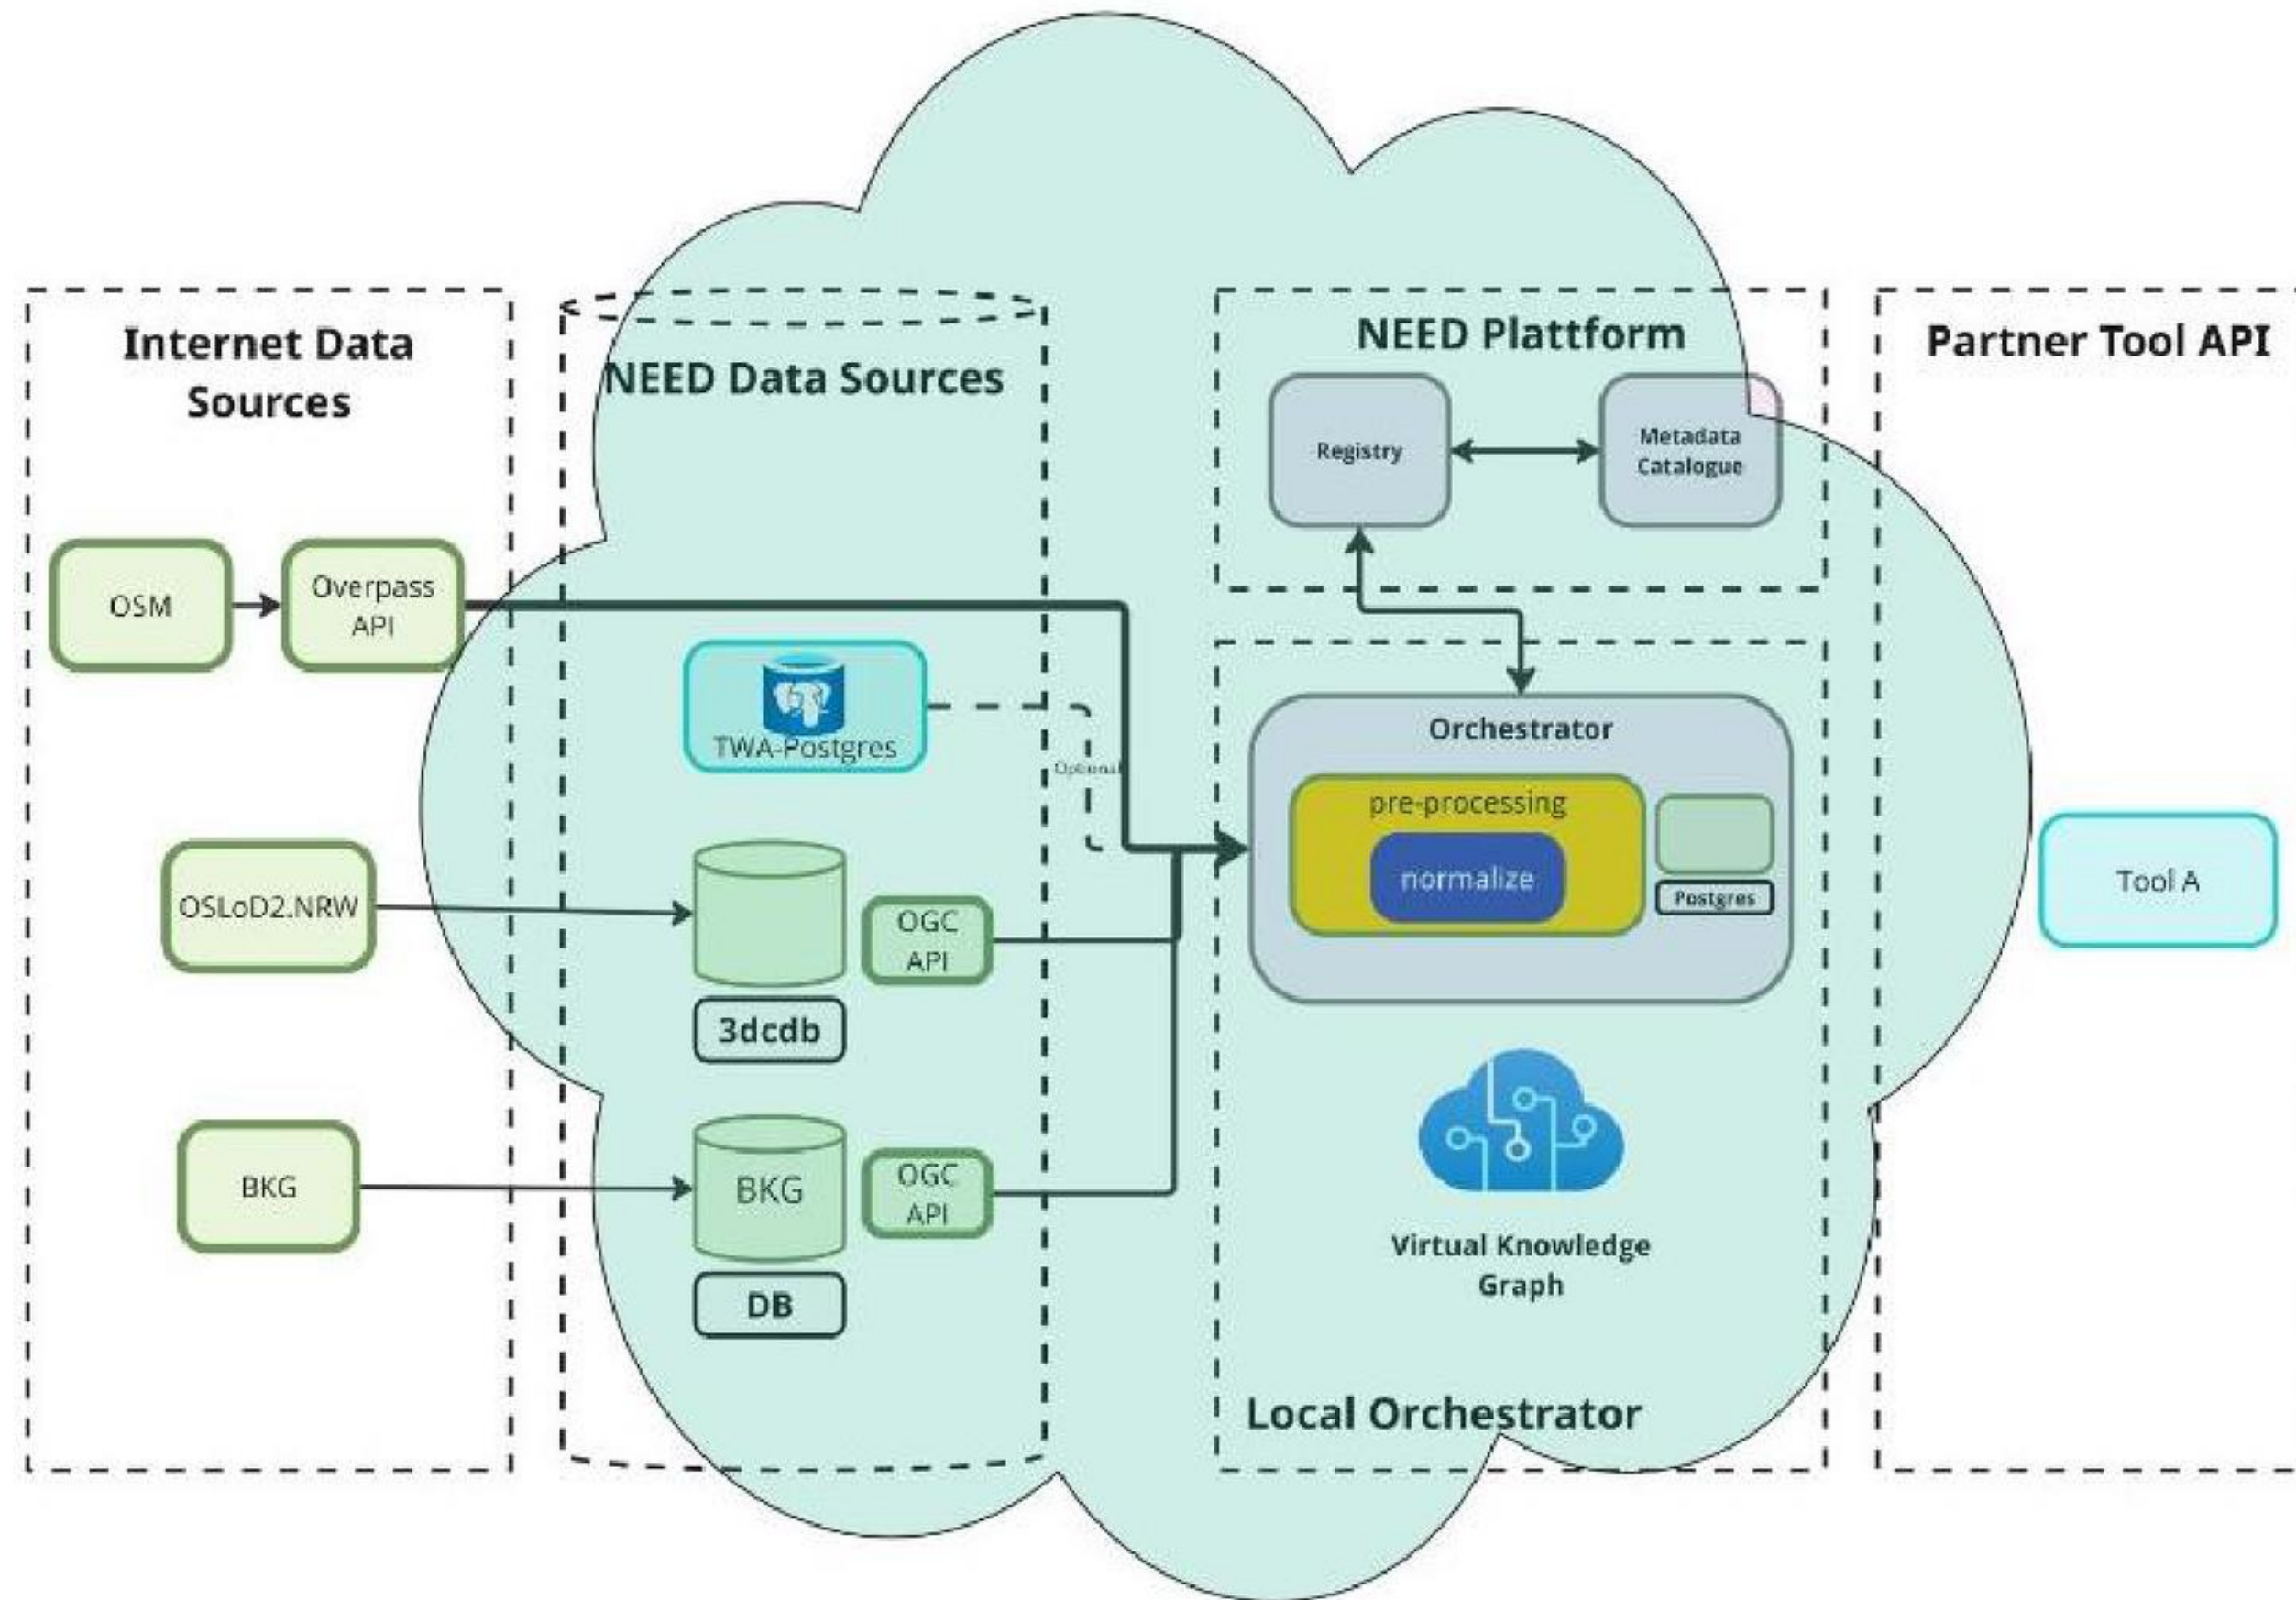 Internet Data
Sources
OSM
Overpass
API
OSLoD2.NRW
BKG
NEED Data Sources
TWA-Postgres
Optional
OGC
API
3dcdb
BKG
OGC
API
DB
NEED Plattform
Registry
Metadata
Catalogue
Orchestrator
pre-processing
normalize
Postgres
Virtual Knowledge
Graph
Local Orchestrator
Partner Tool API
Tool A